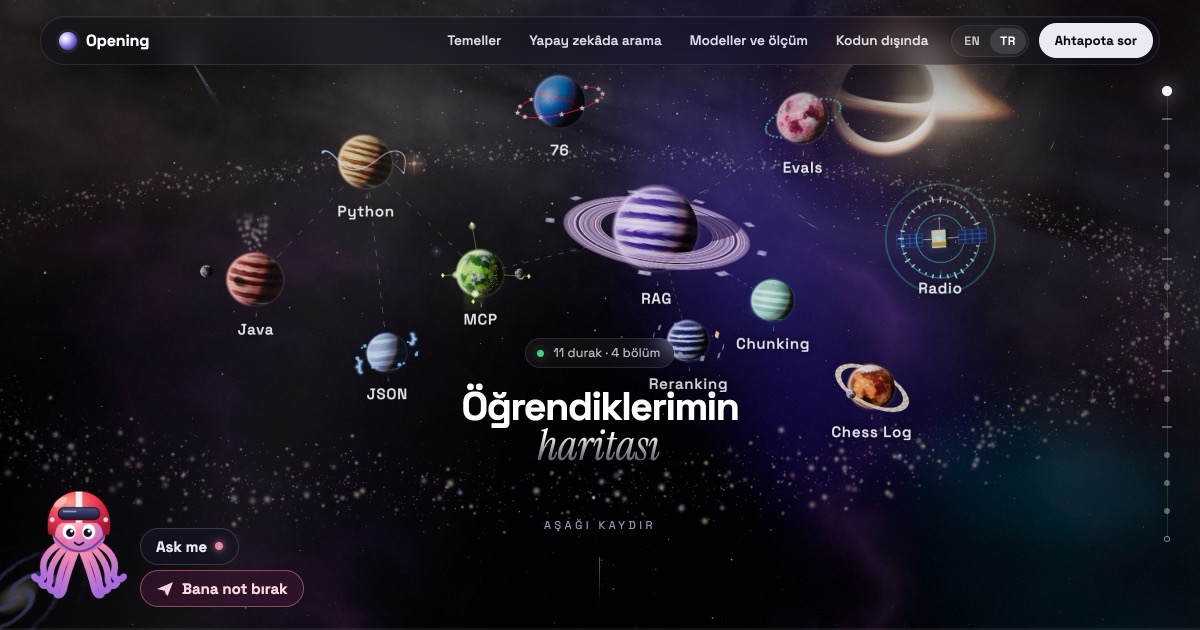 Opening
Temeller
Yapay zekâda arama
Modeller ve ölçüm
Kodun dışında
EN
TR
Ahtapota sor
76
Evals
Python
Radio
RAG
MCP
Java
Chunking
11 durak · 4 bölüm
Reranking
JSON
Öğrendiklerimin
haritası
Chess Log
AŞAĞI KAYDIR
Ask me
Bana not bırak